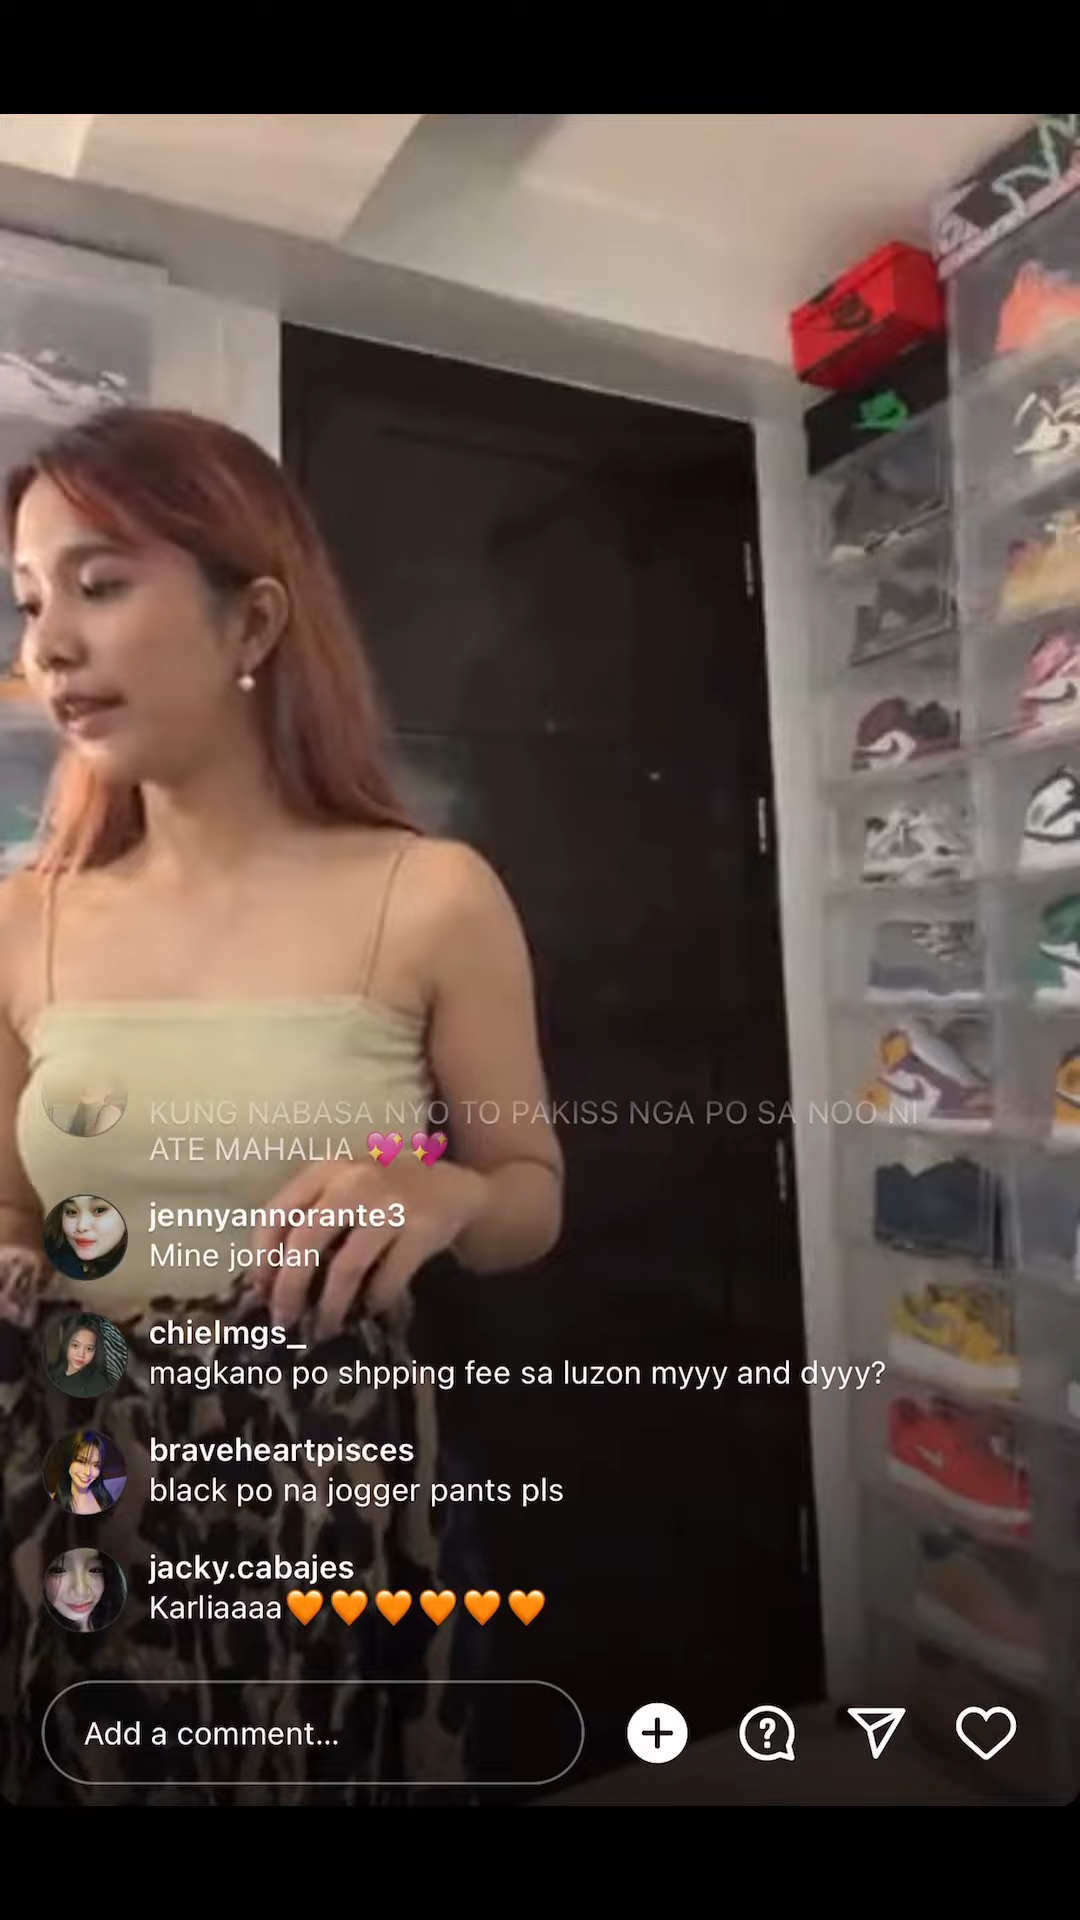 KUNG NABASA NYO TO PAKISS NGA PO SA NOO NI
ATE MAHALIA 💖💖
jennyannorante3
Mine jordan
chielmgs_
magkano po shpping fee sa luzon myyy and dyyy?
braveheartpisces
black po na jogger pants pls
jacky.cabajes
Karliaaaa🧡🧡🧡🧡🧡🧡
Add a comment...